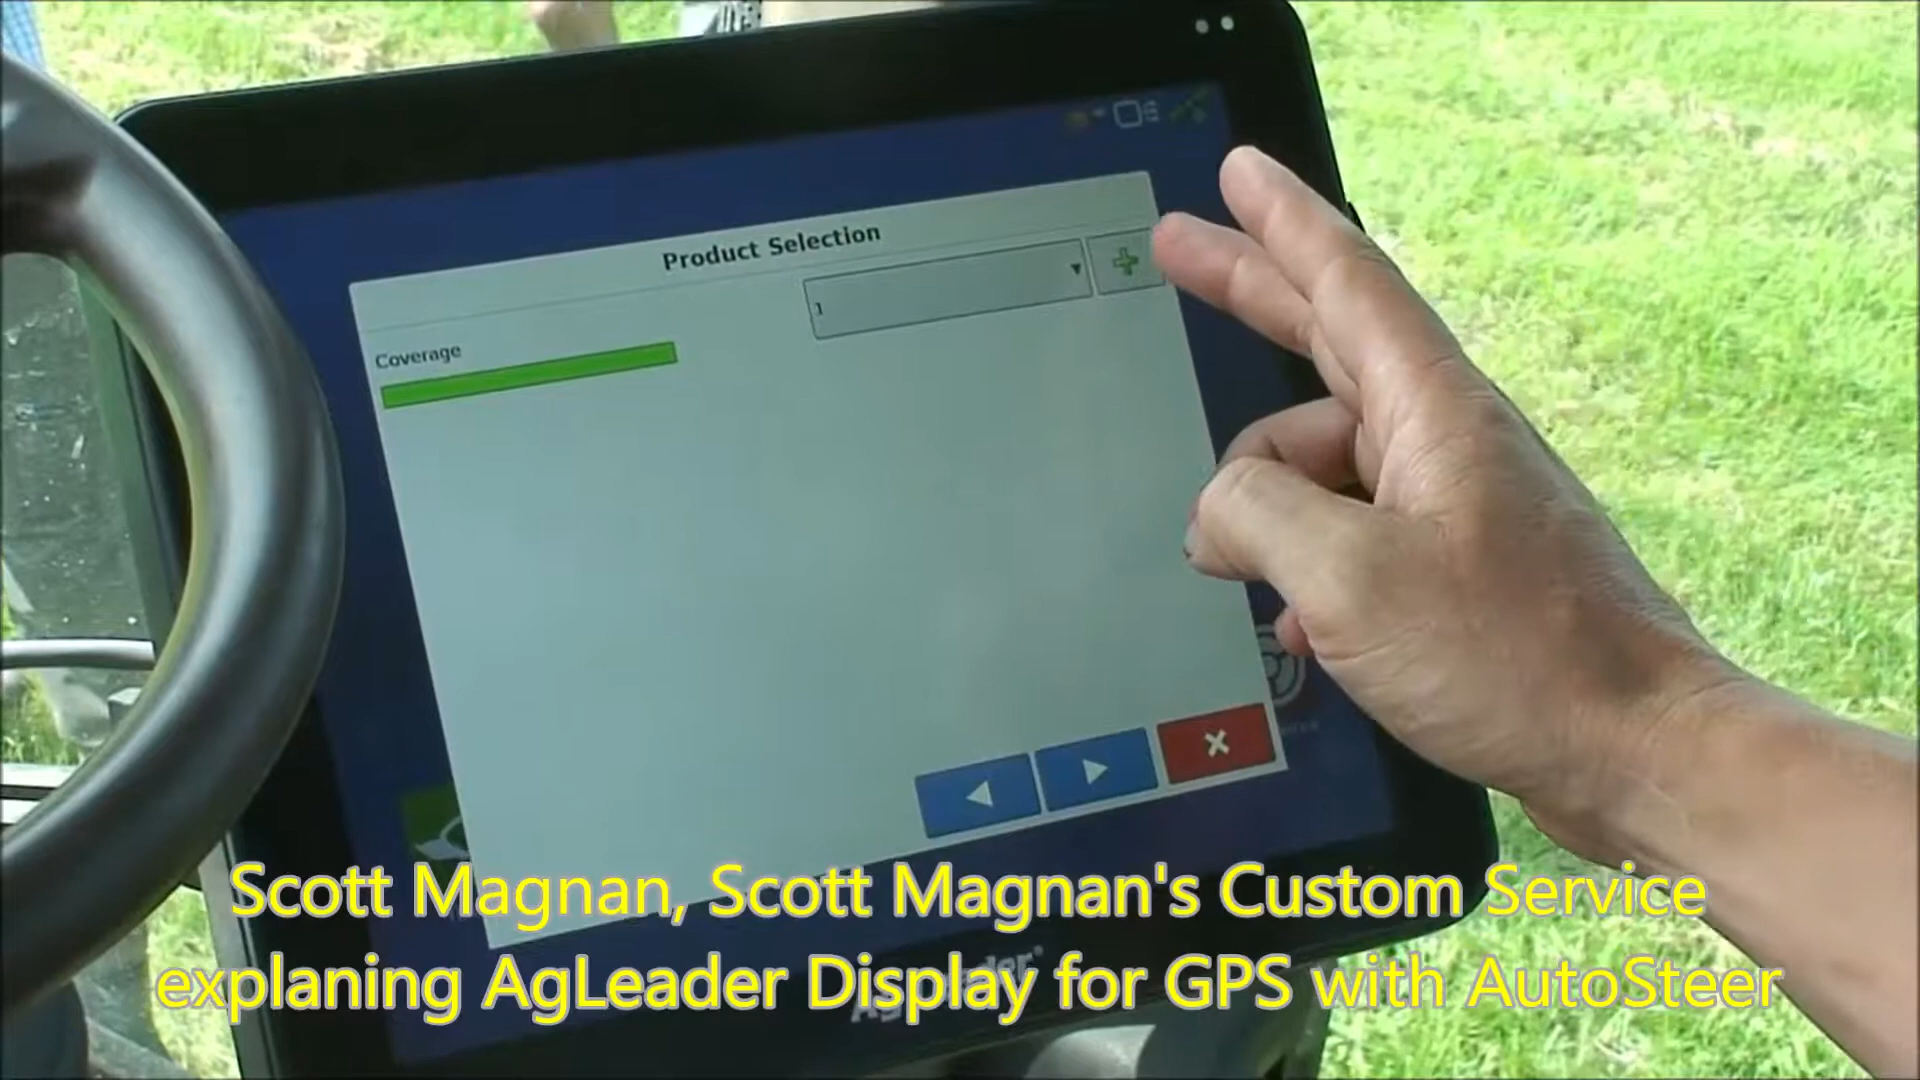 Product Selection
1
Coverage
Scott Magnan, Scott Magnan's Custom Service
explaning AgLeader Display for GPS with AutoSteer